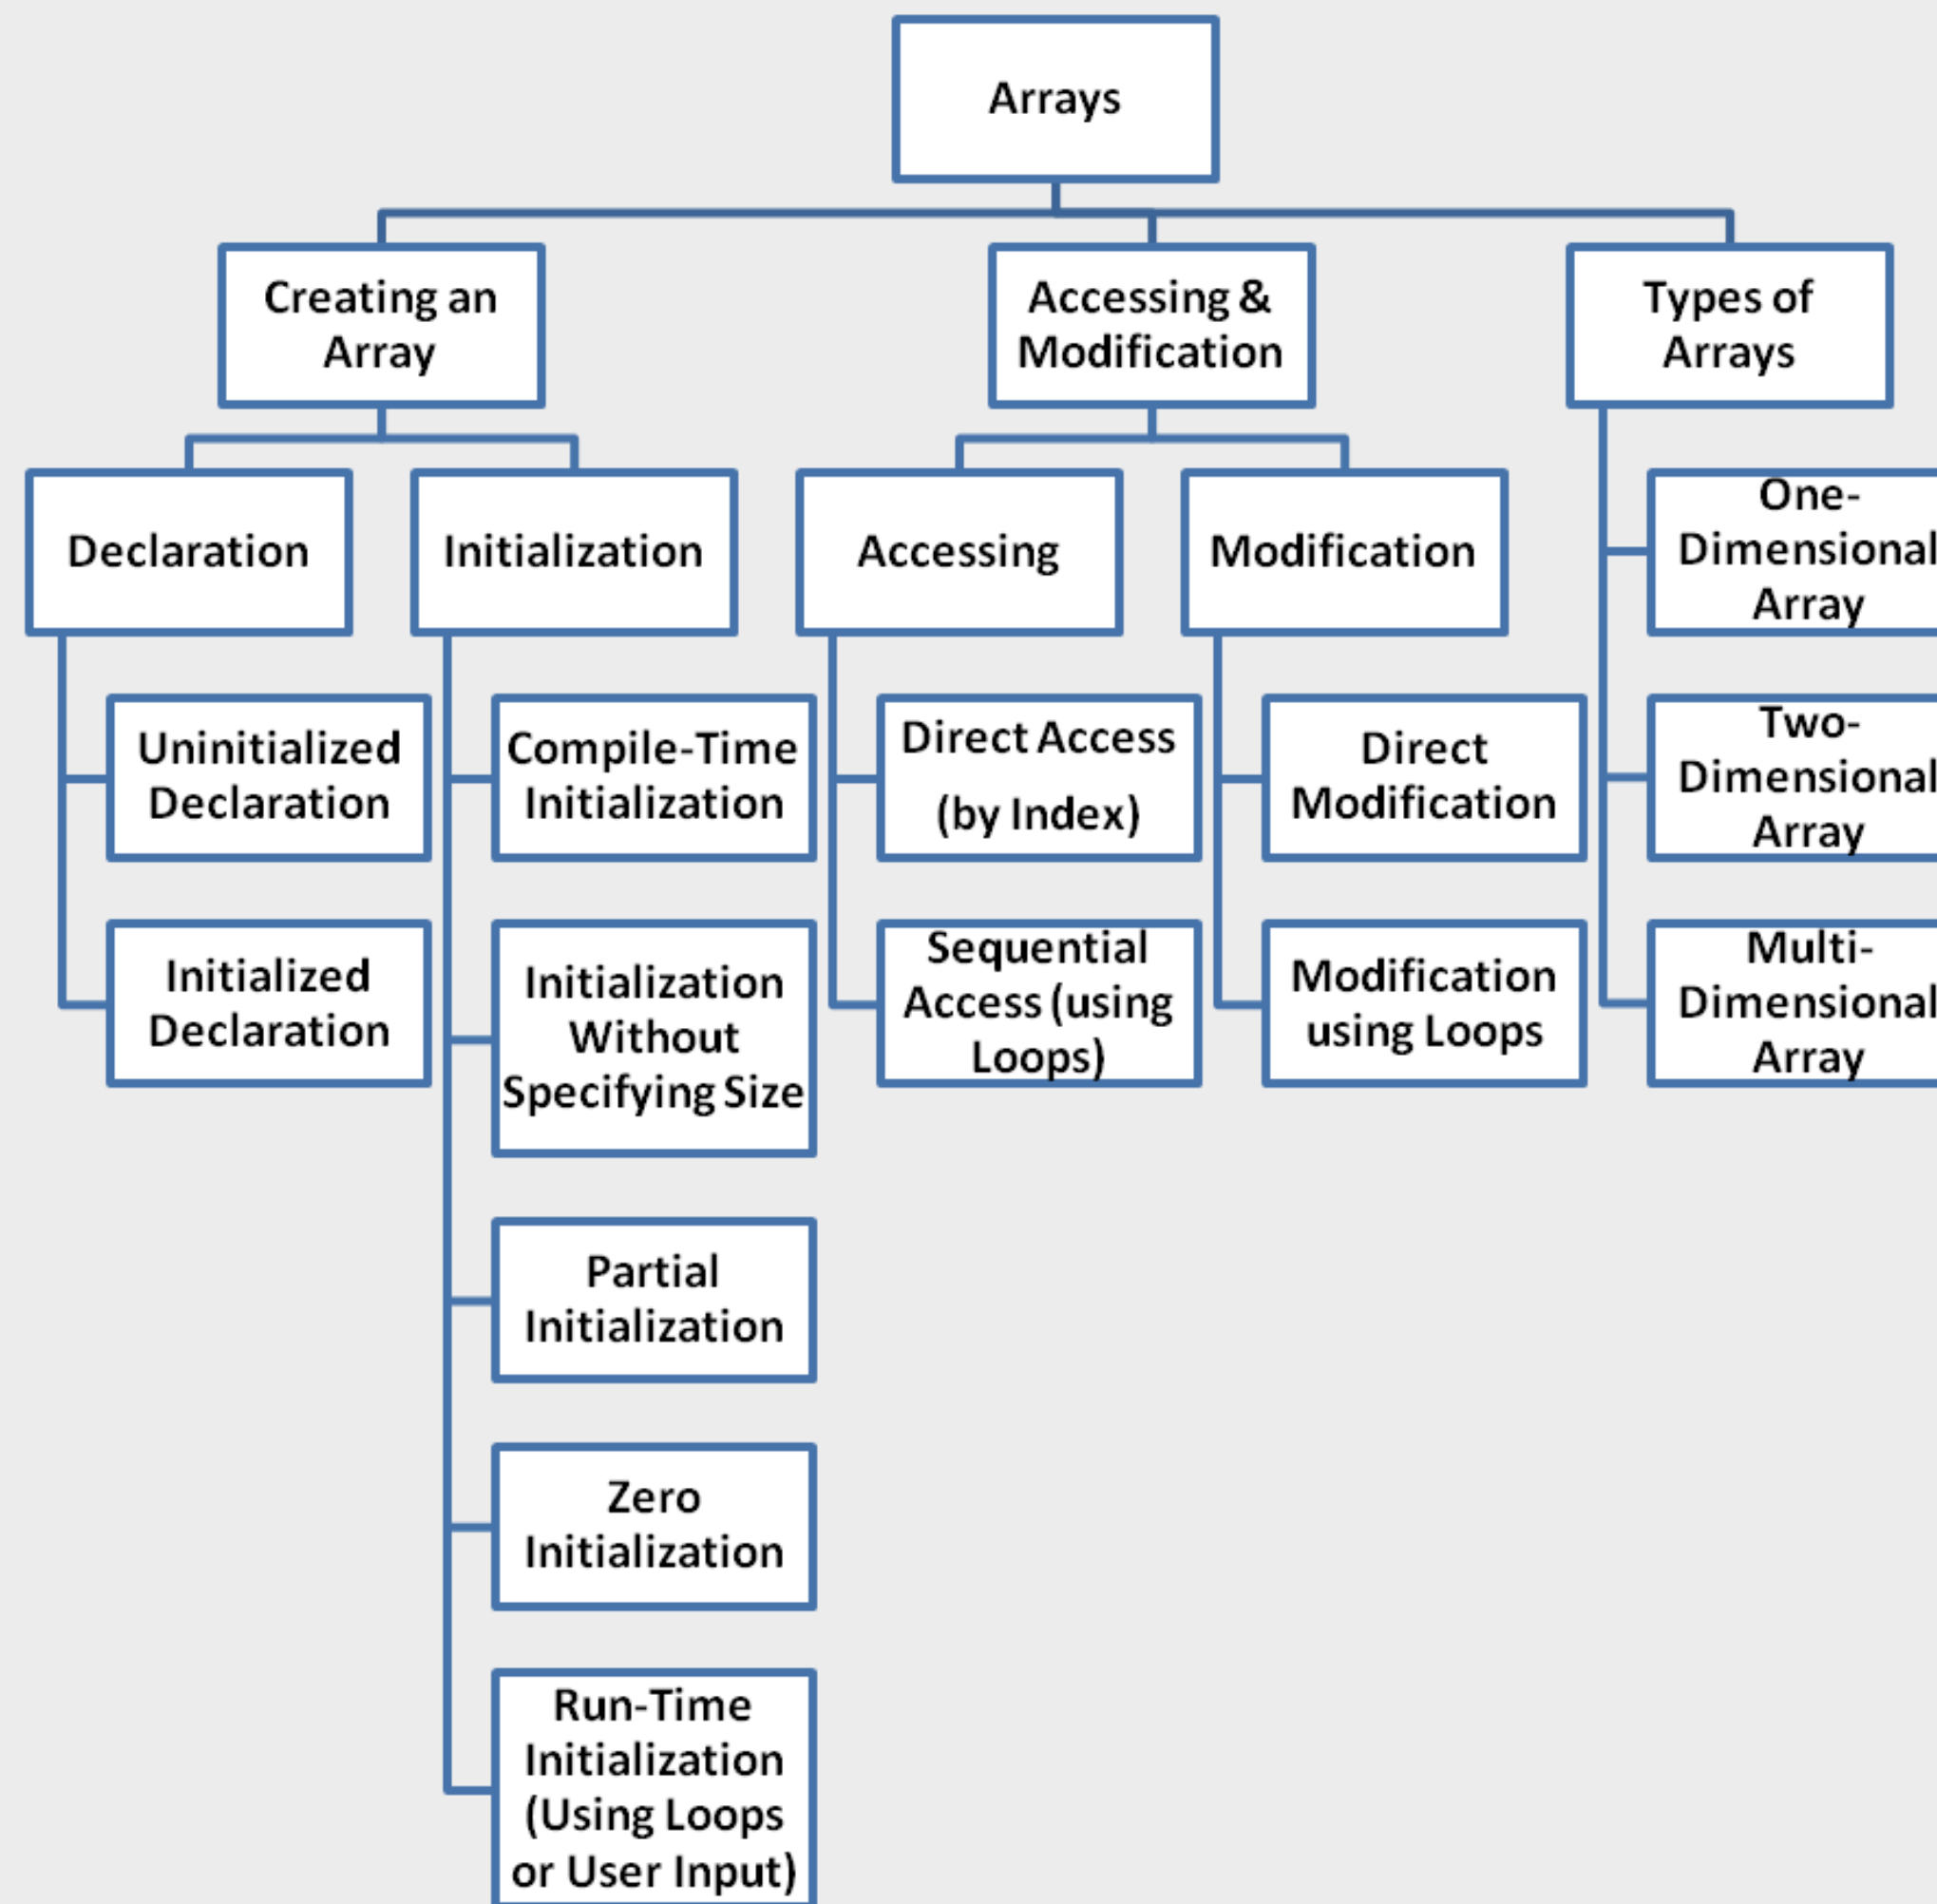 Arrays
Creating an
Array
Accessing &
Modification
Types of
Arrays
Declaration
Initialization
Accessing
Modification
One-
Dimensional
Array
Uninitialized
Declaration
Compile-Time
Initialization
Direct Access
(by Index)
Direct
Modification
Two-
Dimensional
Array
Initialized
Declaration
Initialization
Without
Specifying Size
Sequential
Access (using
Loops)
Modification
using Loops
Multi-
Dimensional
Array
Partial
Initialization
Zero
Initialization
Run-Time
Initialization
(Using Loops
or User Input)